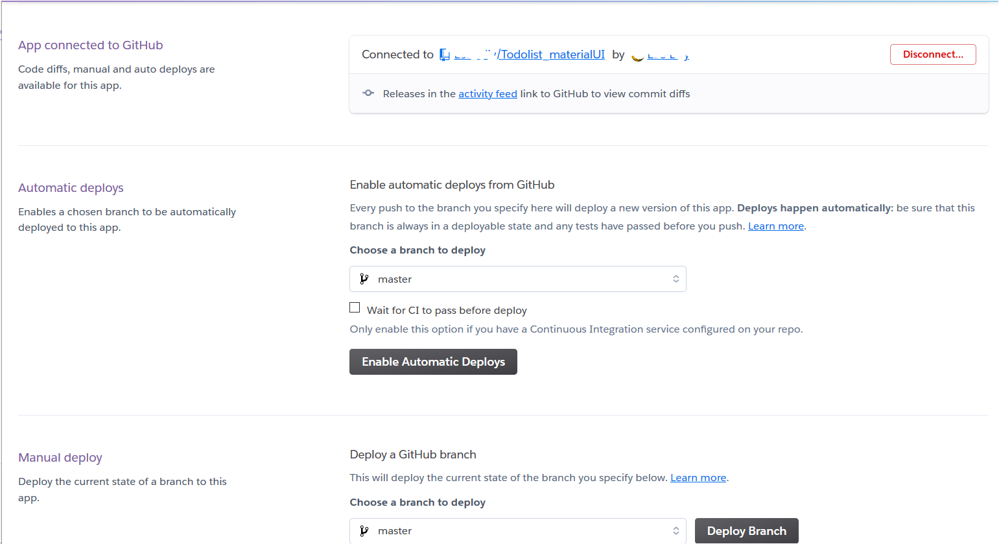 App connected to GitHub
Code diffs, manual and auto deploys are
available for this app.
Connected to /Todolist_materialUI by
Disconnect...
Releases in the activity feed link to GitHub to view commit diffs
Automatic deploys
Enables a chosen branch to be automatically
deployed to this app.
Enable automatic deploys from GitHub
Every push to the branch you specify here will deploy a new version of this app. Deploys happen automatically: be sure that this
branch is always in a deployable state and any tests have passed before you push. Learn more.
Choose a branch to deploy
master
Wait for CI to pass before deploy
Only enable this option if you have a Continuous Integration service configured on your repo.
Enable Automatic Deploys
Manual deploy
Deploy the current state of a branch to this
app.
Deploy a GitHub branch
This will deploy the current state of the branch you specify below. Learn more.
Choose a branch to deploy
master
Deploy Branch